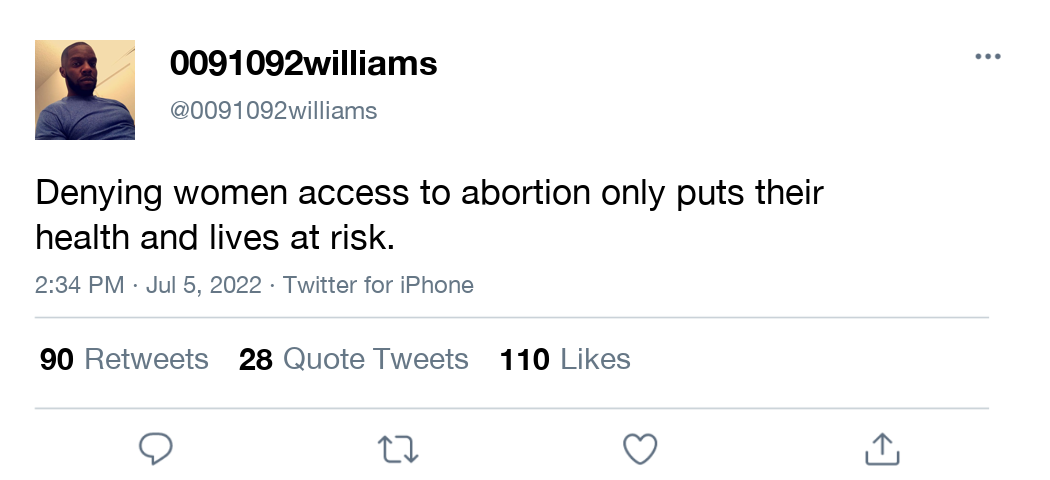 0091092williams
@0091092williams
Denying women access to abortion only puts their
health and lives at risk.
2:34 PM · Jul 5, 2022 · Twitter for iPhone
90 Retweets 28 Quote Tweets 110 Likes